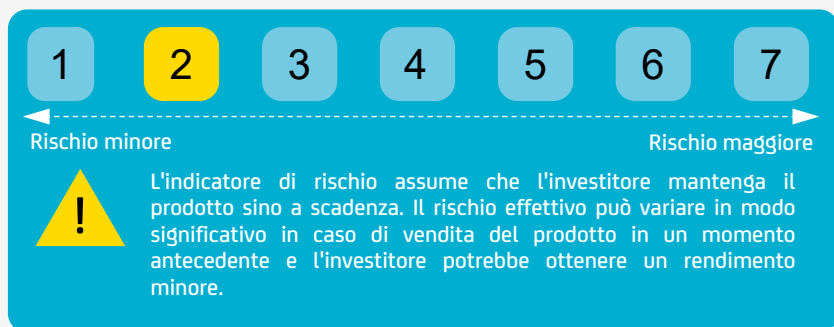 1 2 3 4 5 6 7
Rischio minore Rischio maggiore
L'indicatore di rischio assume che l'investitore mantenga il
! prodotto sino a scadenza. Il rischio effettivo può variare in modo
significativo in caso di vendita del prodotto in un momento
antecedente e l'investitore potrebbe ottenere un rendimento
minore.